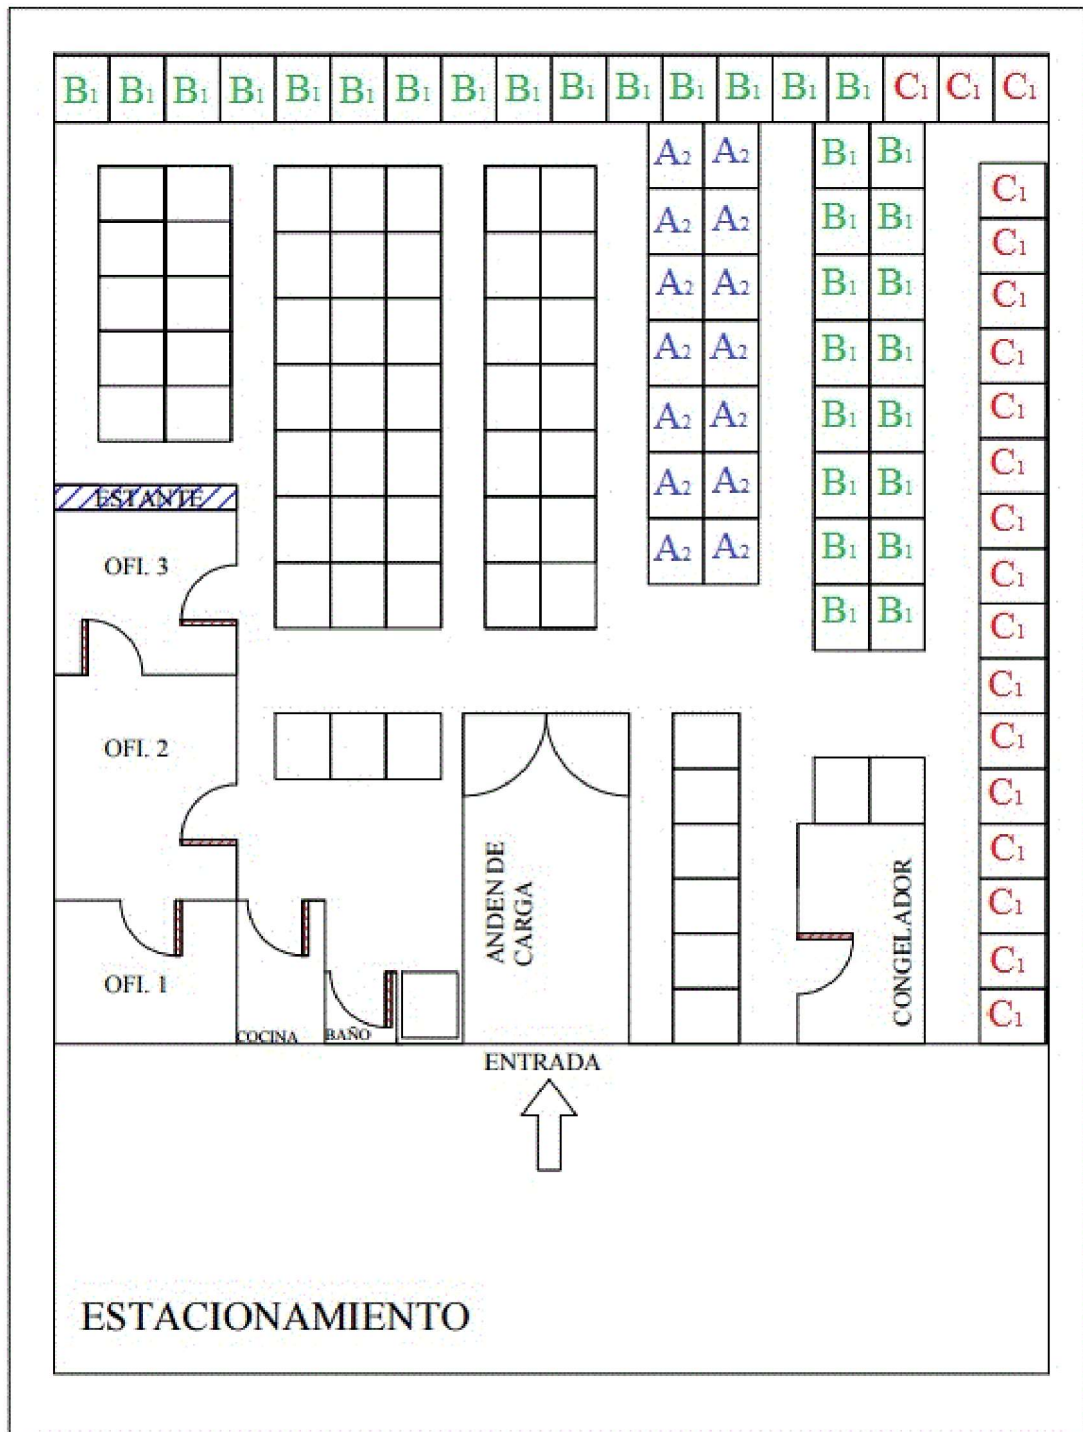 B1 B1 B1 B1 B1 B1 B1 B1 B1 B1 B1 B1 B1 B1 B1 C1 C1 C1
A2 A2 B1 B1
C1
A2 A2 B1 B1
C1
A2 A2 B1 B1
C1
A2 A2 B1 B1
C1
A2 A2 B1 B1
C1
A2 A2 B1 B1
C1
ESTANTE
C1
A2 A2 B1 B1
OFI. 3
C1
B1 B1
C1
C1
OFI. 2
C1
C1
C1
ANDEN DE
CARGA
CONGELADOR
C1
C1
OFI. 1
C1
COCINA
BAÑO
ENTRADA
ESTACIONAMIENTO